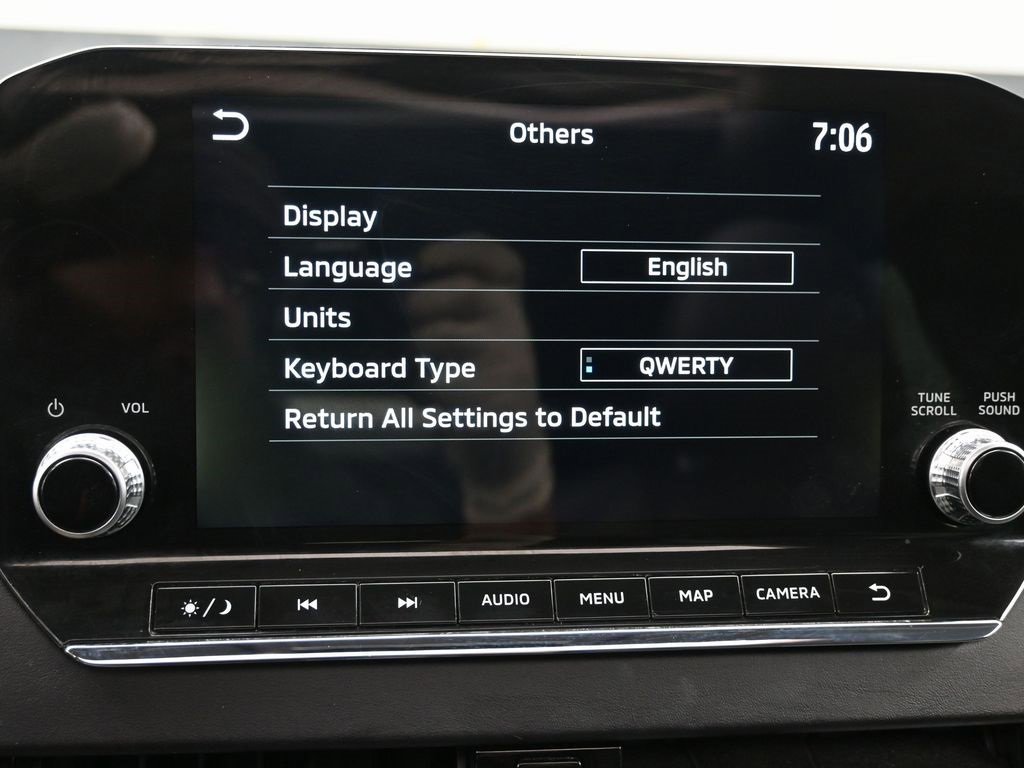 Others
7:06
Display
Language English
Units
Keyboard Type QWERTY
Return All Settings to Default
VOL
TUNE
SCROLL
PUSH
SOUND
AUDIO
MENU
MAP
CAMERA